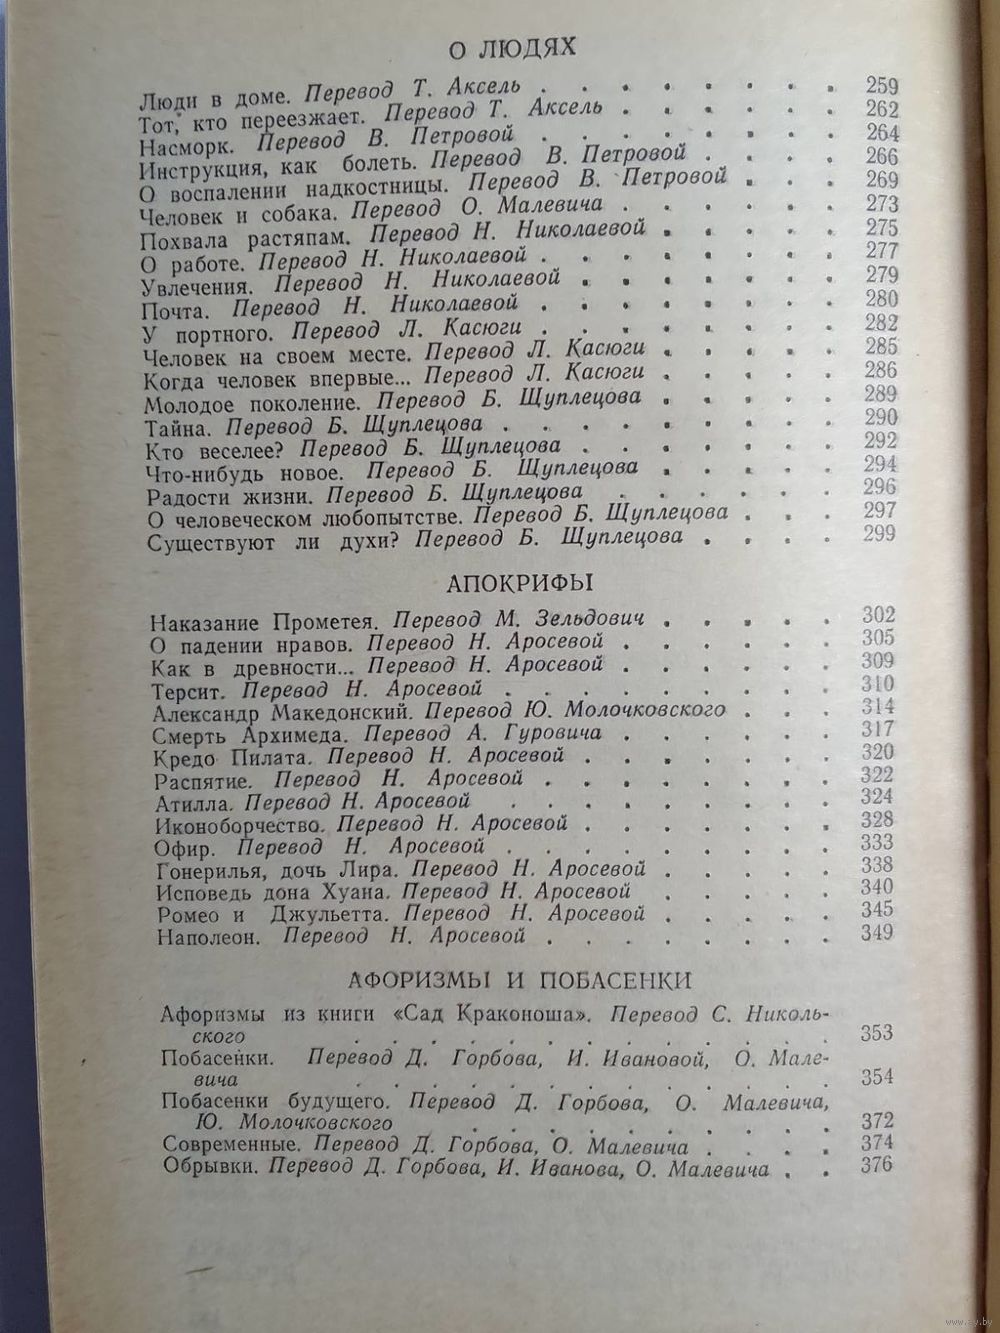 О ЛЮДЯХ
Люди в доме. Перевод Т. Аксель . . . . . . . . 259
Тот, кто переезжает. Перевод Т. Аксель . . . . . . 262
Насморк. Перевод В. Петровой . . . . . . . . 264
Инструкция, как болеть. Перевод В. Петровой . . . . 266
О воспалении надкостницы. Перевод В. Петровой . . . 269
Человек и собака. Перевод О. Малевича . . . . . . 273
Похвала растяпам. Перевод Н. Николаевой . . . . . 275
О работе. Перевод Н. Николаевой . . . . . . . . 277
Увлечения. Перевод Н. Николаевой . . . . . . . 279
Почта. Перевод Н. Николаевой . . . . . . . . 280
У портного. Перевод Л. Касюги . . . . . . . . 282
Человек на своем месте. Перевод Л. Касюги . . . . . 285
Когда человек впервые... Перевод Л. Касюги . . . . . 286
Молодое поколение. Перевод Б. Щуплецова . . . . . 289
Тайна. Перевод Б. Щуплецова . . . . . . . . . 290
Кто веселее? Перевод Б. Щуплецова . . . . . . 292
Что-нибудь новое. Перевод Б. Щуплецова . . . . . 294
Радости жизни. Перевод Б. Щуплецова . . . . . . 296
О человеческом любопытстве. Перевод Б. Щуплецова . . . 297
Существуют ли духи? Перевод Б. Щуплецова . . . . 299
АПОКРИФЫ
Наказание Прометея. Перевод М. Зельдович . . . . . 302
О падении нравов. Перевод Н. Аросевой . . . . . . 305
Как в древности... Перевод Н. Аросевой . . . . . . 309
Терсит. Перевод Н. Аросевой . . . . . . . . . 310
Александр Македонский. Перевод Ю. Молочковского . . . 314
Смерть Архимеда. Перевод А. Гуровича . . . . . . 317
Кредо Пилата. Перевод Н. Аросевой . . . . . . . 320
Распятие. Перевод Н. Аросевой . . . . . . . . 322
Атилла. Перевод Н. Аросевой . . . . . . . . . 324
Иконоборчество. Перевод Н. Аросевой . . . . . . . 328
Офир. Перевод Н. Аросевой . . . . . . . . . 333
Гонерилья, дочь Лира. Перевод Н. Аросевой . . . . . 338
Исповедь дона Хуана. Перевод Н. Аросевой . . . . . 340
Ромео и Джульетта. Перевод Н. Аросевой . . . . . 345
Наполеон. Перевод Н. Аросевой . . . . . . . . 349
АФОРИЗМЫ И ПОБАСЕНКИ
Афоризмы из книги «Сад Краконоша». Перевод С. Николь-
ского . . . . . . . . . . . . . 353
Побасенки. Перевод Д. Горбова, И. Ивановой, О. Мале-
вича . . . . . . . . . . . . . 354
Побасенки будущего. Перевод Д. Горбова, О. Малевича,
Ю. Молочковского . . . . . . . . . . 372
Современные. Перевод Д. Горбова, О. Малевича . . . . 374
Обрывки. Перевод Д. Горбова, И. Иванова, О. Малевича . . 376
www.ay.by